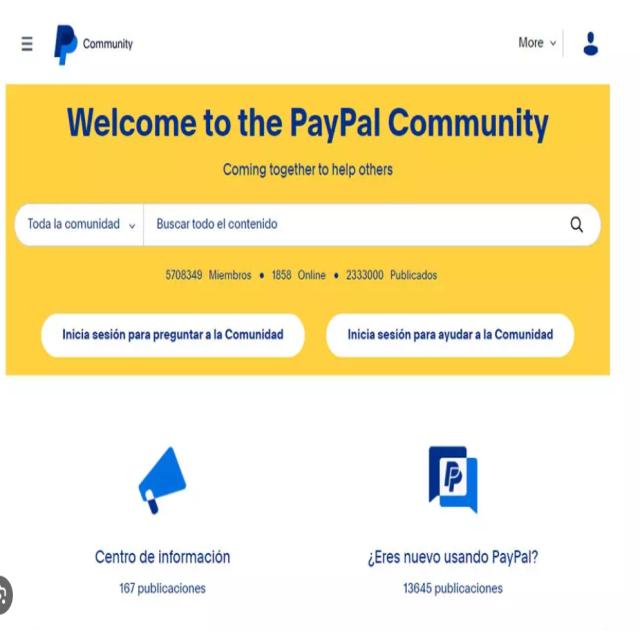 Community
More
Welcome to the PayPal Community
Coming together to help others
Toda la comunidad
Buscar todo el contenido
5708349 Miembros • 1858 Online • 2333000 Publicados
Inicia sesión para preguntar a la Comunidad
Inicia sesión para ayudar a la Comunidad
Centro de información
¿Eres nuevo usando PayPal?
167 publicaciones
13645 publicaciones